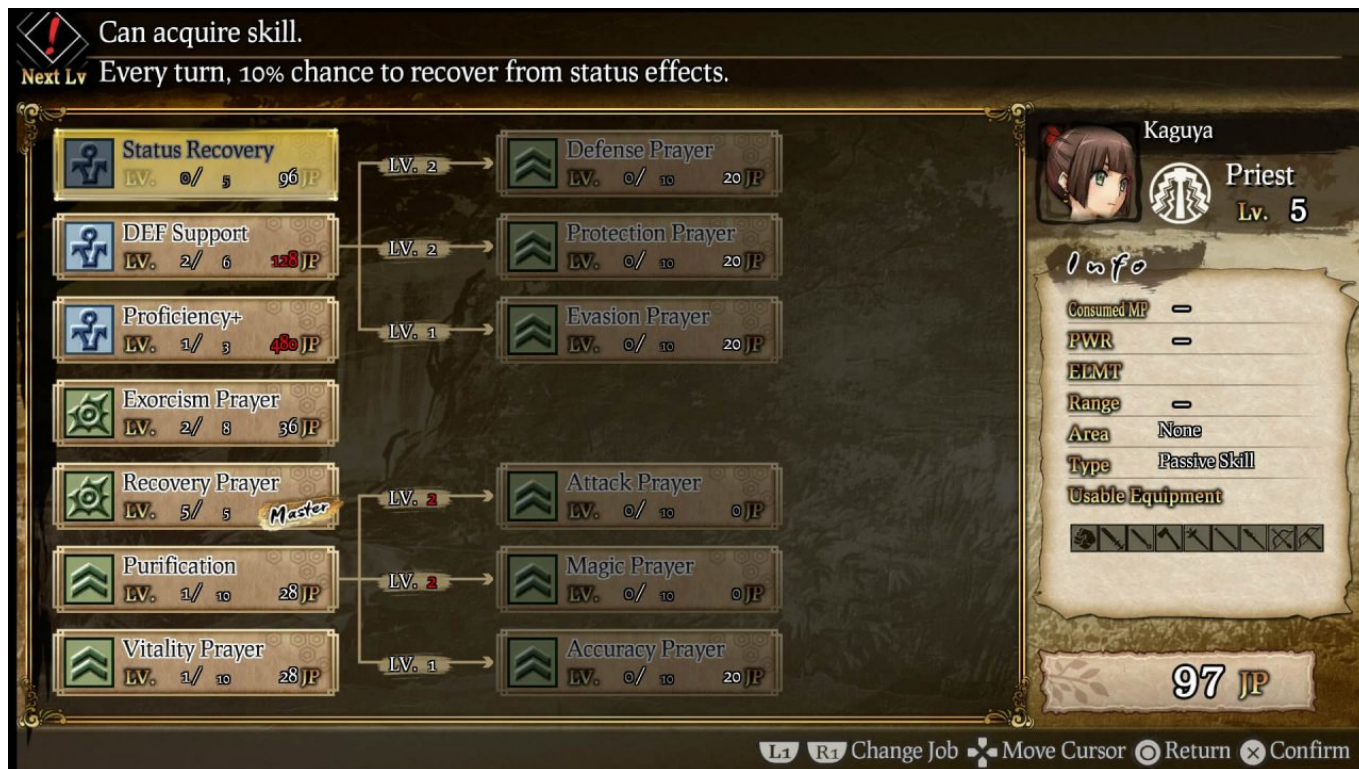 Can acquire skill.
Next Lv Every turn, 10% chance to recover from status effects.
Status Recovery
LV. 0/ 5 96 JP
LV. 2
Defense Prayer
LV. 0/ 10 20 JP
DEF Support
LV. 2/ 6 128 JP
LV. 2
Protection Prayer
LV. 0/ 10 20 JP
Proficiency+
LV. 1/ 3 480 JP
LV. 1
Evasion Prayer
LV. 0/ 10 20 JP
Exorcism Prayer
LV. 2/ 8 36 JP
Recovery Prayer
LV. 5/ 5 Master
LV. 2
Attack Prayer
LV. 0/ 10 0 JP
Purification
LV. 1/ 10 28 JP
LV. 2
Magic Prayer
LV. 0/ 10 0 JP
Vitality Prayer
LV. 1/ 10 28 JP
LV. 1
Accuracy Prayer
LV. 0/ 10 20 JP
Kaguya
Priest
Lv. 5
Info
Consumed MP –
PWR –
ELMT
Range –
Area None
Type Passive Skill
Usable Equipment
97 JP
L1 R1 Change Job Move Cursor Return Confirm